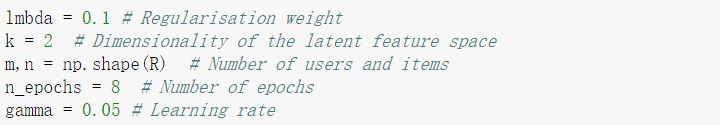 lmbda = 0.1 # Regularisation weight
k = 2  # Dimensionality of the latent feature space
m,n = np.shape(R)  # Number of users and items
n_epochs = 8  # Number of epochs
gamma = 0.05 # Learning rate